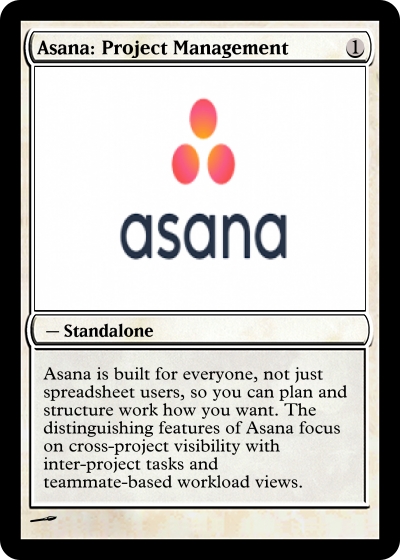 Asana: Project Management 1
asana
— Standalone
Asana is built for everyone, not just
spreadsheet users, so you can plan and
structure work how you want. The
distinguishing features of Asana focus
on cross-project visibility with
inter-project tasks and
teammate-based workload views.